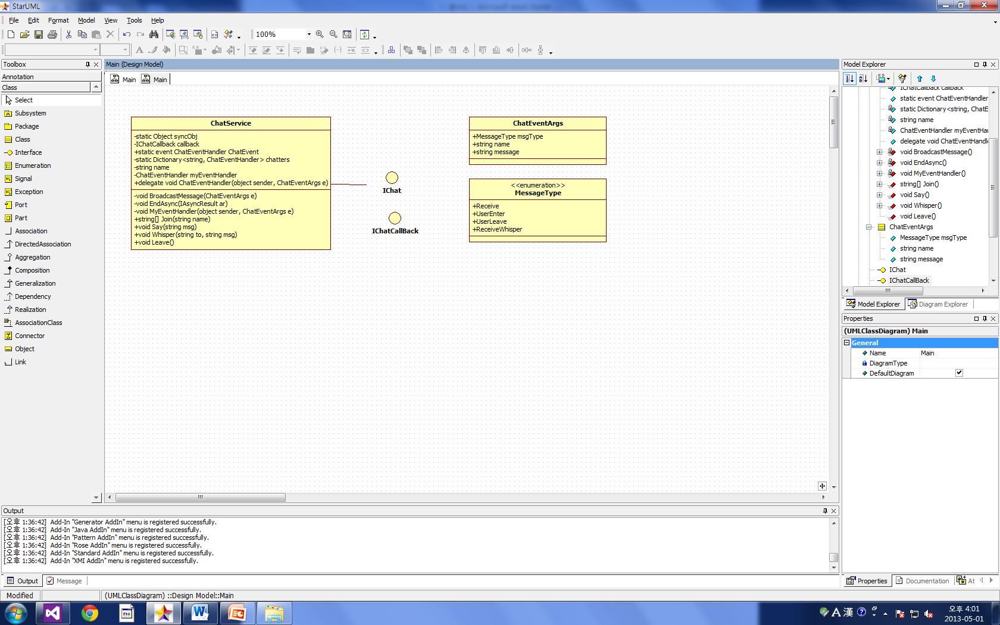 StarUML
File Edit Format Model View Tools Help
100%
Toolbox
Annotation
Class
Select
Subsystem
Package
Class
Interface
Enumeration
Signal
Exception
Port
Part
Association
DirectedAssociation
Aggregation
Composition
Generalization
Dependency
Realization
AssociationClass
Connector
Object
Link
Main (Design Model)
Main Main
ChatService
-static Object syncObj
-IChatCallback callback
+static event ChatEventHandler ChatEvent
-static Dictionary<string, ChatEventHandler> chatters
-string name
-ChatEventHandler myEventHandler
+delegate void ChatEventHandler(object sender, ChatEventArgs e)
-void BroadcastMessage(ChatEventArgs e)
-void EndAsync(IAsyncResult ar)
-void MyEventHandler(object sender, ChatEventArgs e)
+string[] Join(string name)
+void Say(string msg)
+void Whisper(string to, string msg)
+void Leave()
IChat
IChatCallBack
ChatEventArgs
+MessageType msgType
+string name
+string message
<<enumeration>>
MessageType
+Receive
+UserEnter
+UserLeave
+ReceiveWhisper
Model Explorer
IChatCallback callback
static event ChatEventHandler
static Dictionary<string, ChatE
string name
ChatEventHandler myEventHa
delegate void ChatEventHandl
void BroadcastMessage()
void EndAsync()
void MyEventHandler()
string[] Join()
void Say()
void Whisper()
void Leave()
ChatEventArgs
MessageType msgType
string name
string message
IChat
IChatCallBack
Model Explorer Diagram Explorer
Properties
(UMLClassDiagram) Main
General
Name Main
DiagramType
DefaultDiagram
Properties Documentation At
Output
[오후 1:36:42] Add-In "Generator AddIn" menu is registered successfully.
[오후 1:36:42] Add-In "Java AddIn" menu is registered successfully.
[오후 1:36:42] Add-In "Pattern AddIn" menu is registered successfully.
[오후 1:36:42] Add-In "Rose AddIn" menu is registered successfully.
[오후 1:36:42] Add-In "Standard AddIn" menu is registered successfully.
[오후 1:36:42] Add-In "XMI AddIn" menu is registered successfully.
Output Message
Modified (UMLClassDiagram) ::Design Model::Main
A 漢 오후 4:01
2013-05-01